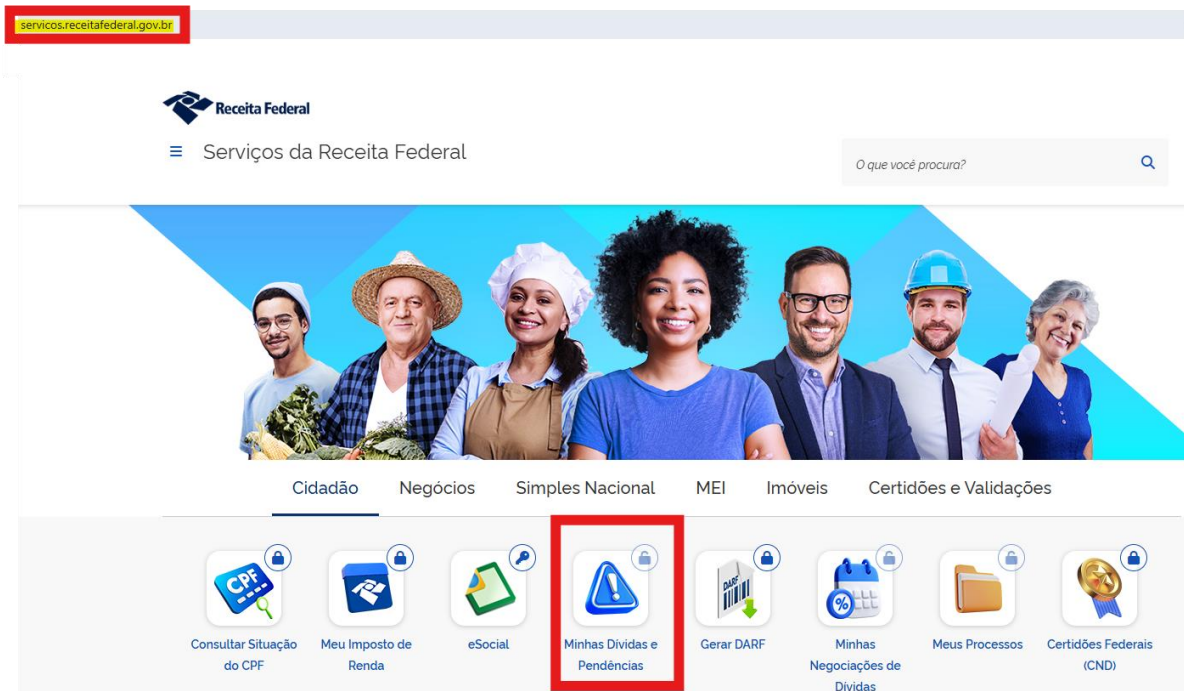 servicos.receitafederal.gov.br
Receita Federal
Serviços da Receita Federal
O que você procura?
Cidadão Negócios Simples Nacional MEI Imóveis Certidões e Validações
CPF
DARF
%
Consultar Situação do CPF
Meu Imposto de Renda
eSocial
Minhas Dívidas e Pendências
Gerar DARF
Minhas Negociações de Dívidas
Meus Processos
Certidões Federais (CND)